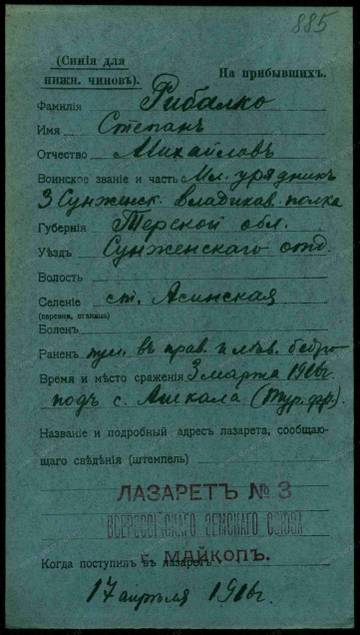 885
(Синія для
нижн. чиновъ).
На прибывшихъ.
Фамилія Рибалко
Имя Степанъ
Отчество Михайловъ
Воинское званіе и часть Мл. урядникъ
3 Сунженск. владикав. полка
Губернія Терской обл.
Уѣздъ Сунженскаго отд.
Волость
Селеніе ст. Асинская
(деревня, станица)
Боленъ
Раненъ пул. въ прав. и лѣв. бедро
Время и мѣсто сраженія 3 марта 1916г.
подъ с. Ашкала (Тур. фр.)
Названіе и подробный адресъ лазарета, сообщаю-
щаго свѣдѣнія (штемпель)
ЛАЗАРЕТЪ № 3
ВСЕРОССІЙСКАГО ЗЕМСКАГО СОЮЗА
г. МАЙКОПЪ.
Когда поступилъ въ лазаретъ
17 апрѣля 1916г.